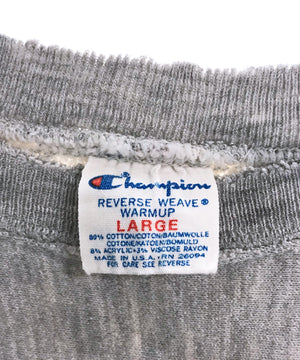 Champion
REVERSE WEAVE®
WARMUP
LARGE
89% COTTON/COTON/BAUMWOLLE
COTONE/KATOEN/BOMULD
8% ACRYLIC•3% VISCOSE RAYON
MADE IN U.S.A. RN 26094
FOR CARE SEE REVERSE